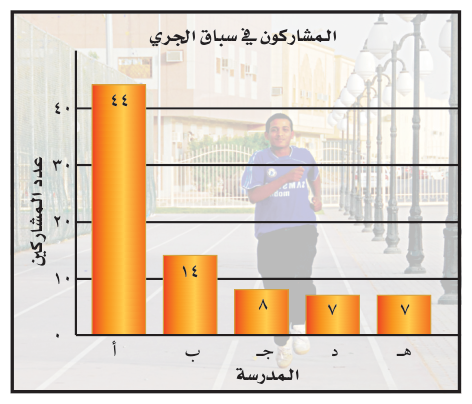 المشاركون في سباق الجري
عدد المشاركين
٤٠
٣٠
٢٠
١٠
٠
٤٤
١٤
٨
٧
٧
أ
ب
جـ
د
هـ
المدرسة